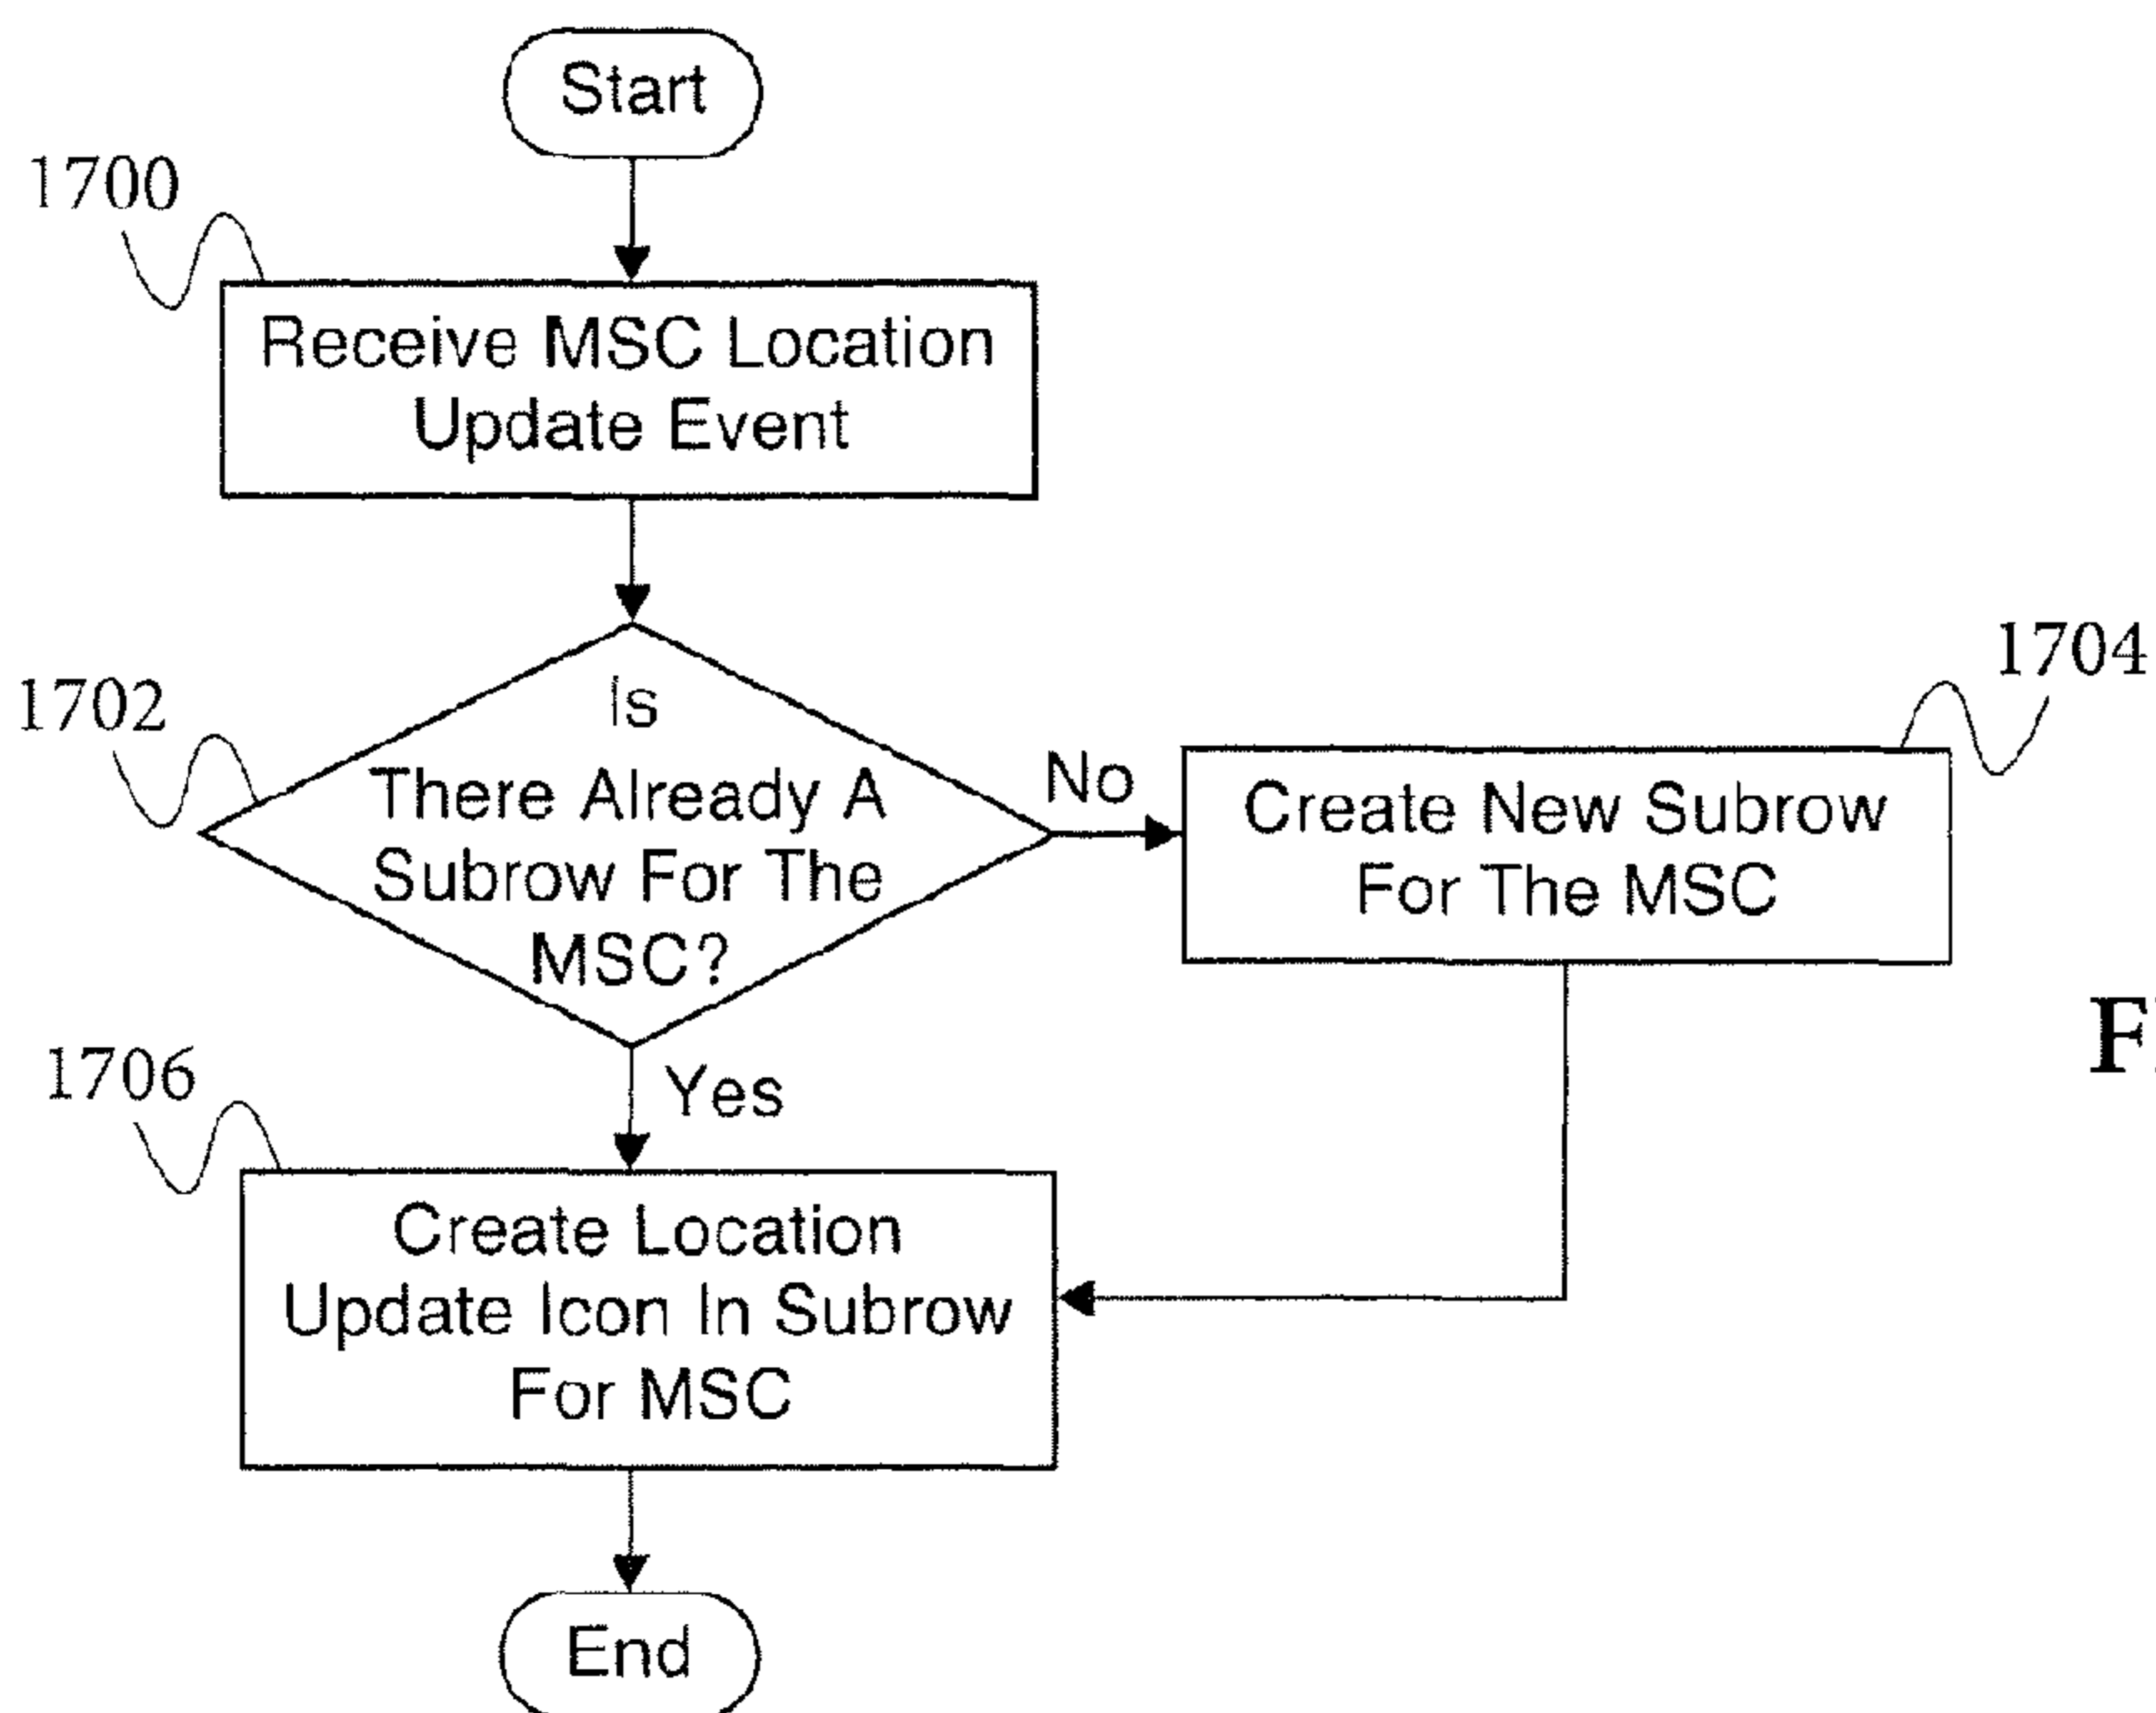 Start
1700
Receive MSC Location
Update Event
1702
Is
There Already A
Subrow For The
MSC?
No
1704
Create New Subrow
For The MSC
Yes
1706
Create Location
Update Icon In Subrow
For MSC
End